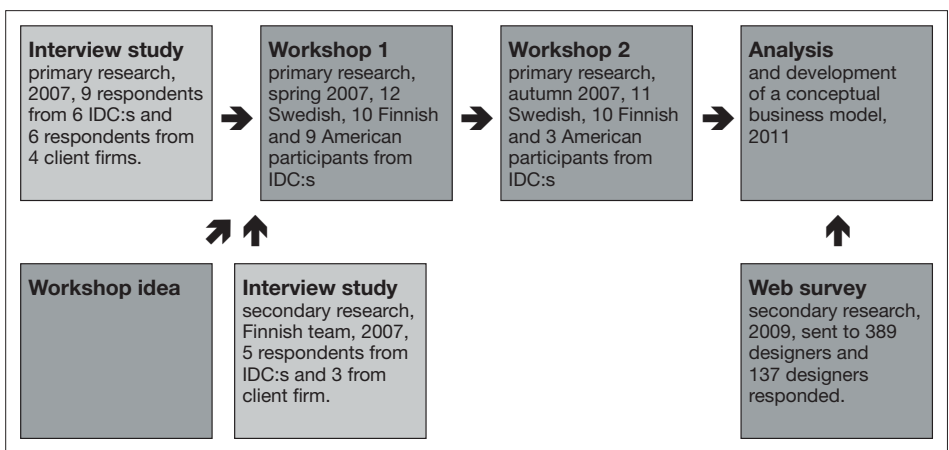 Interview study
primary research,
2007, 9 respondents
from 6 IDC:s and
6 respondents from
4 client firms.
Workshop 1
primary research,
spring 2007, 12
Swedish, 10 Finnish
and 9 American
participants from
IDC:s
Workshop 2
primary research,
autumn 2007, 11
Swedish, 10 Finnish
and 3 American
participants from
IDC:s
Analysis
and development
of a conceptual
business model,
2011
Workshop idea
Interview study
secondary research,
Finnish team, 2007,
5 respondents from
IDC:s and 3 from
client firm.
Web survey
secondary research,
2009, sent to 389
designers and
137 designers
responded.